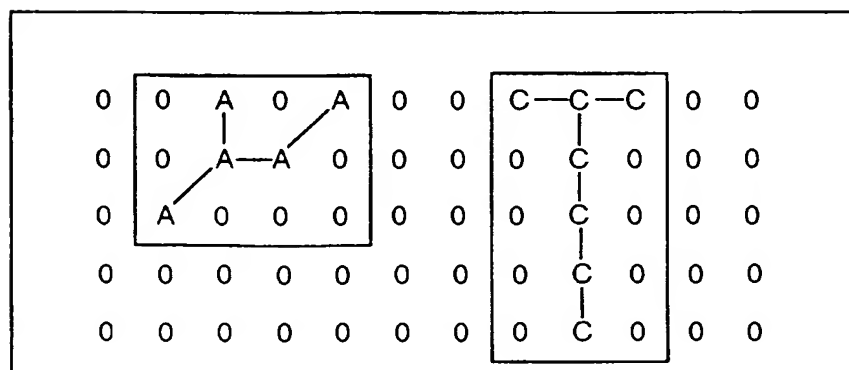 0 0 A 0 A 0 0 C C C 0 0
0 0 A A 0 0 0 0 C 0 0 0
0 A 0 0 0 0 0 0 C 0 0 0
0 0 0 0 0 0 0 0 C 0 0 0
0 0 0 0 0 0 0 0 C 0 0 0